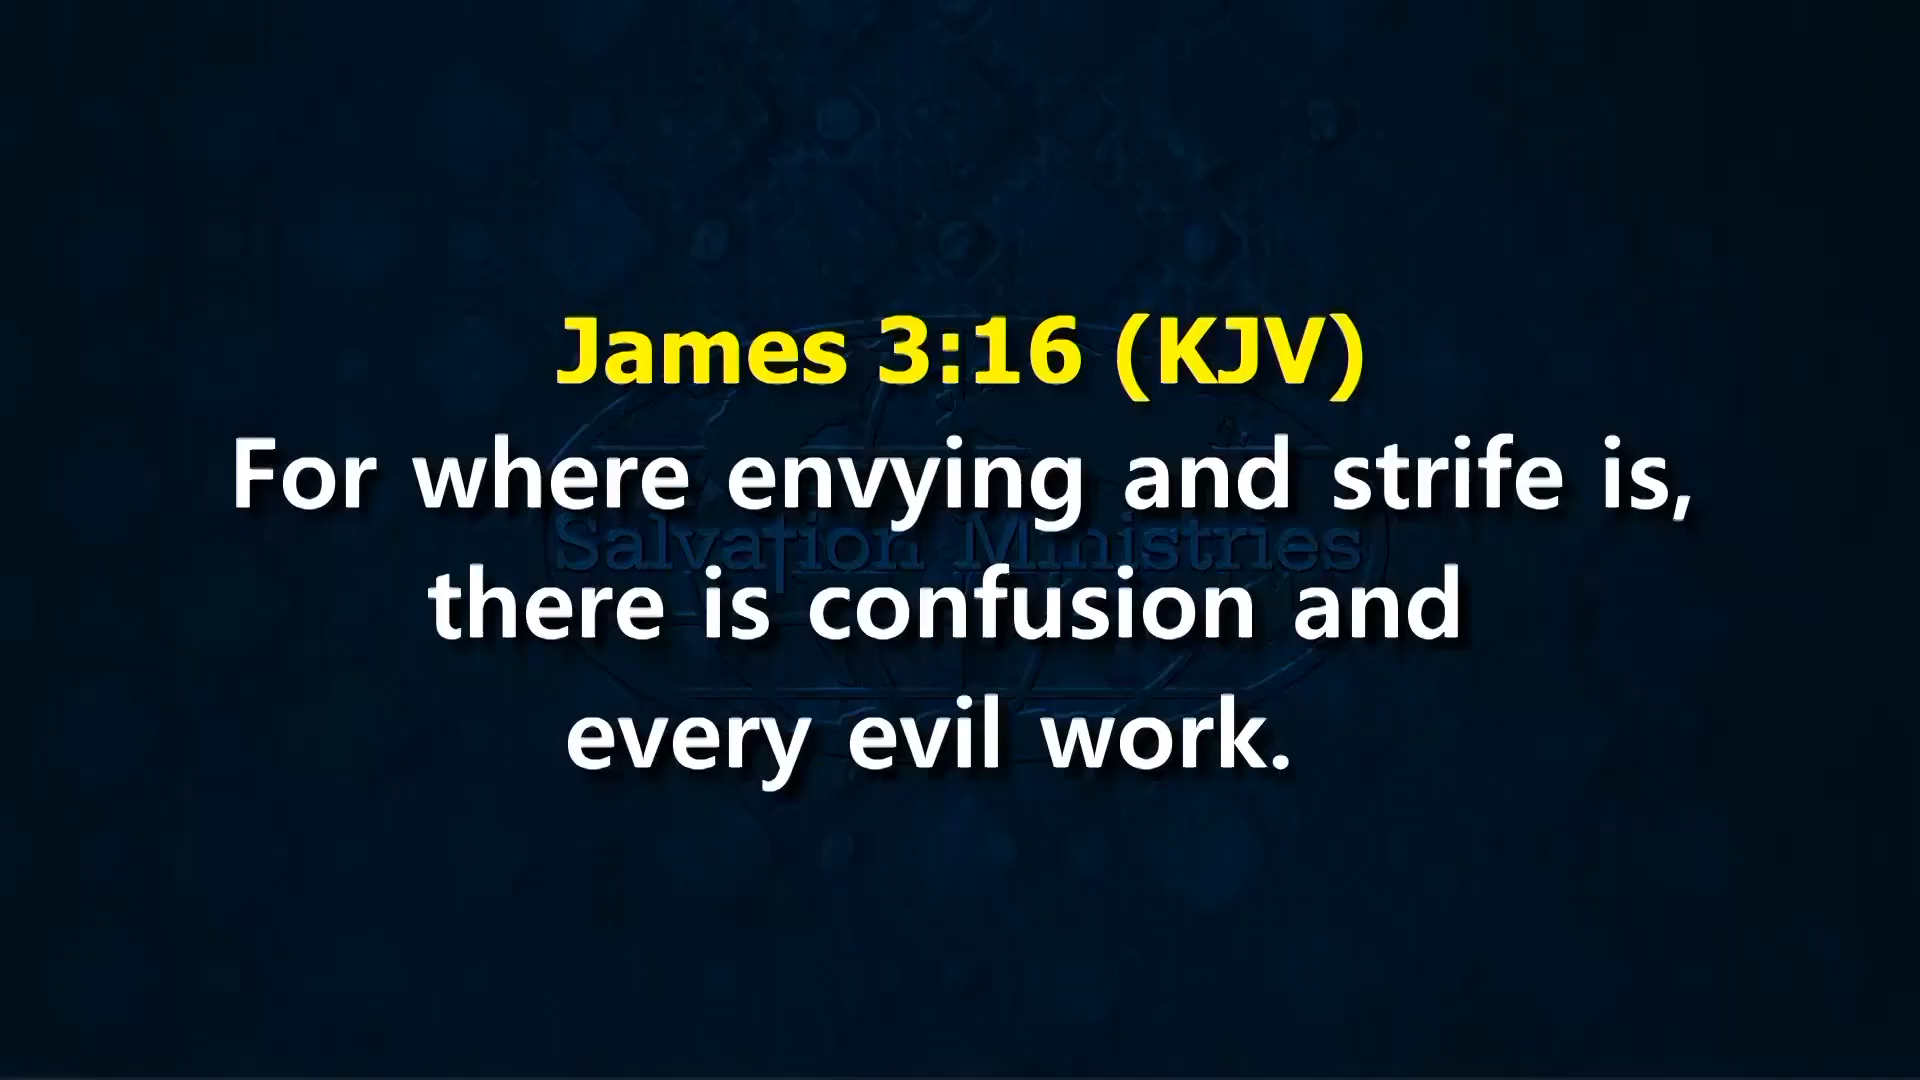 James 3:16 (KJV)
For where envying and strife is,
Salvation Ministries
there is confusion and
every evil work.